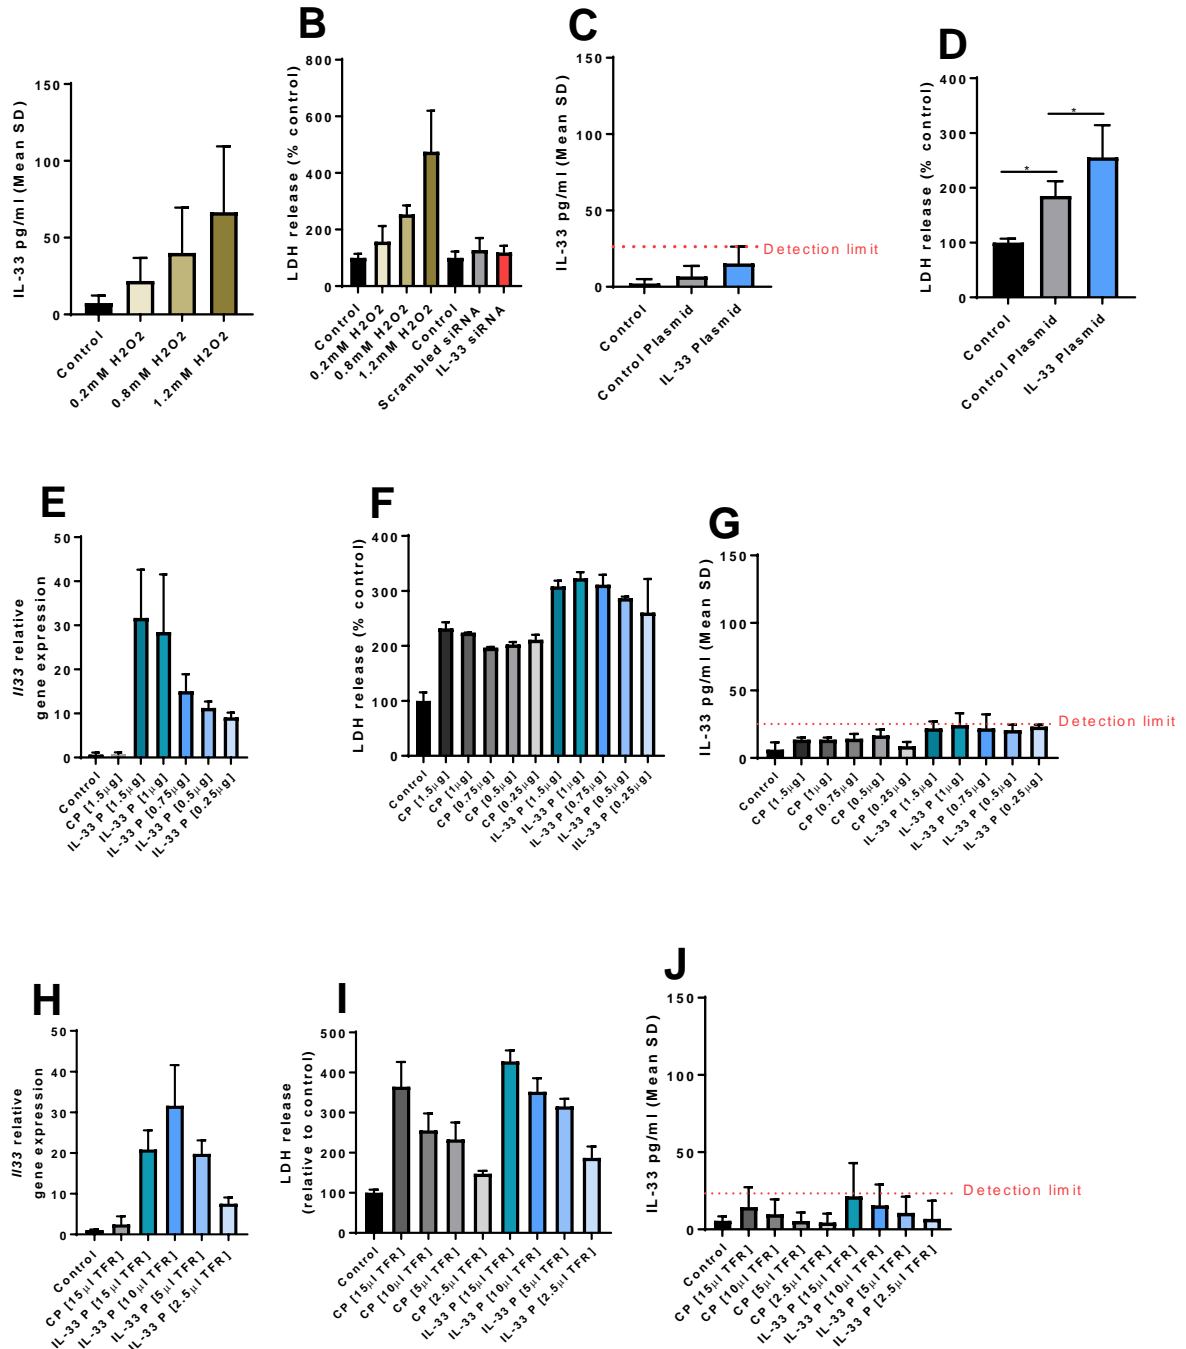 IL-33 pg/ml (Mean SD)
150
100
50
0
Control
0.2mM H2O2
0.8mM H2O2
1.2mM H2O2
B
LDH release (% control)
800
600
400
200
0
Control
0.2mM H2O2
0.8mM H2O2
1.2mM H2O2
Control
Scrambled siRNA
IL-33 siRNA
C
IL-33 pg/ml (Mean SD)
150
100
50
0
Detection limit
Control
Control Plasmid
IL-33 Plasmid
D
LDH release (% control)
400
300
200
100
0
*
*
Control
Control Plasmid
IL-33 Plasmid
E
Il33 relative
gene expression
50
40
30
20
10
0
Control
CP [1.5µg]
IL-33 P [1.5µg]
IL-33 P [1µg]
IL-33 P [0.75µg]
IL-33 P [0.5µg]
IL-33 P [0.25µg]
F
LDH release (% control)
400
300
200
100
0
Control
CP [1.5µg]
CP [1µg]
CP [0.75µg]
CP [0.5µg]
CP [0.25µg]
IL-33 P [1.5µg]
IL-33 P [1µg]
IL-33 P [0.75µg]
IIL-33 P [0.5µg]
IIL-33 P [0.25µg]
G
IL-33 pg/ml (Mean SD)
150
100
50
0
Detection limit
Control
CP [1.5µg]
CP [1µg]
CP [0.75µg]
CP [0.5µg]
CP [0.25µg]
IL-33 P [1.5µg]
IL-33 P [1µg]
IL-33 P [0.75µg]
IL-33 P [0.5µg]
IL-33 P [0.25µg]
H
Il33 relative
gene expression
50
40
30
20
10
0
Control
CP [15µl TFR]
IL-33 P [15µl TFR]
IL-33 P [10µl TFR]
IL-33 P [5µl TFR]
IL-33 P [2.5µl TFR]
I
LDH release
(relative to control)
500
400
300
200
100
0
Control
CP [15µl TFR]
CP [10µl TFR]
CP [5µl TFR]
CP [2.5µl TFR]
IL-33 P [15µl TFR]
IL-33 P [10µl TFR]
IL-33 P [5µl TFR]
IL-33 P [2.5µl TFR]
J
IL-33 pg/ml (Mean SD)
150
100
50
0
Detection limit
Control
CP [15µl TFR]
CP [10µl TFR]
CP [5µl TFR]
CP [2.5µl TFR]
IL-33 P [15µl TFR]
IL-33 P [10µl TFR]
IL-33 P [5µl TFR]
IL-33 P [2.5µl TFR]